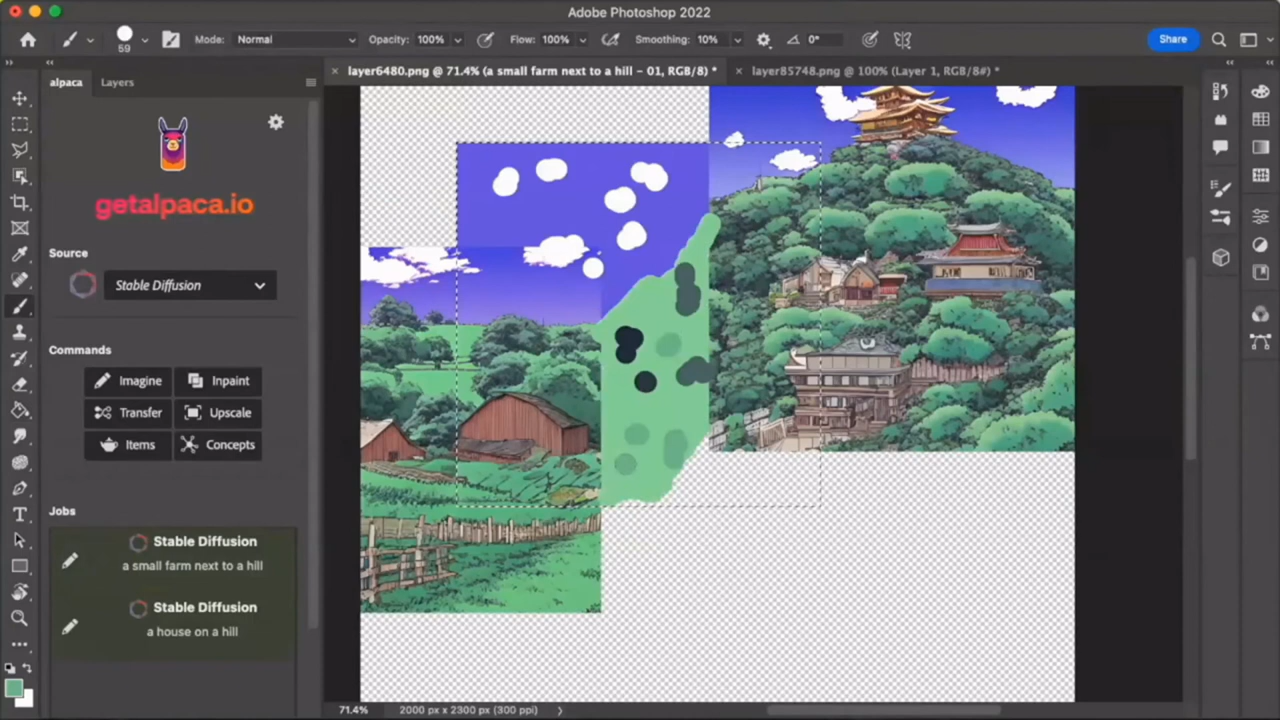 Adobe Photoshop 2022
59
Mode: Normal
Opacity: 100%
Flow: 100%
Smoothing: 10%
0°
Share
alpaca
Layers
layer6480.png @ 71.4% (a small farm next to a hill - 01, RGB/8) *
layer85748.png @ 100% (Layer 1, RGB/8#) *
getalpaca.io
Source
Stable Diffusion
Commands
Imagine
Inpaint
Transfer
Upscale
Items
Concepts
Jobs
Stable Diffusion
a small farm next to a hill
Stable Diffusion
a house on a hill
71.4%
2000 px x 2300 px (300 ppi)